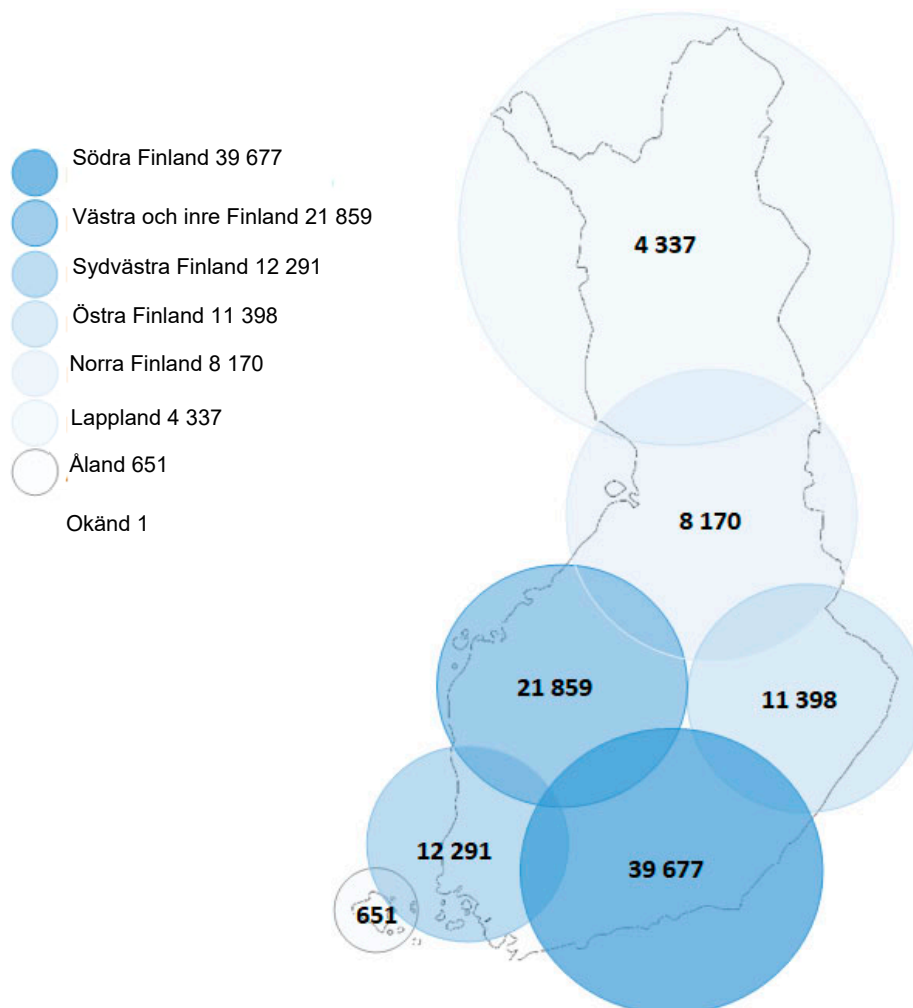 Södra Finland 39 677
Västra och inre Finland 21 859
Sydvästra Finland 12 291
Östra Finland 11 398
Norra Finland 8 170
Lappland 4 337
Åland 651
Okänd 1
4 337
8 170
21 859
11 398
12 291
39 677
651